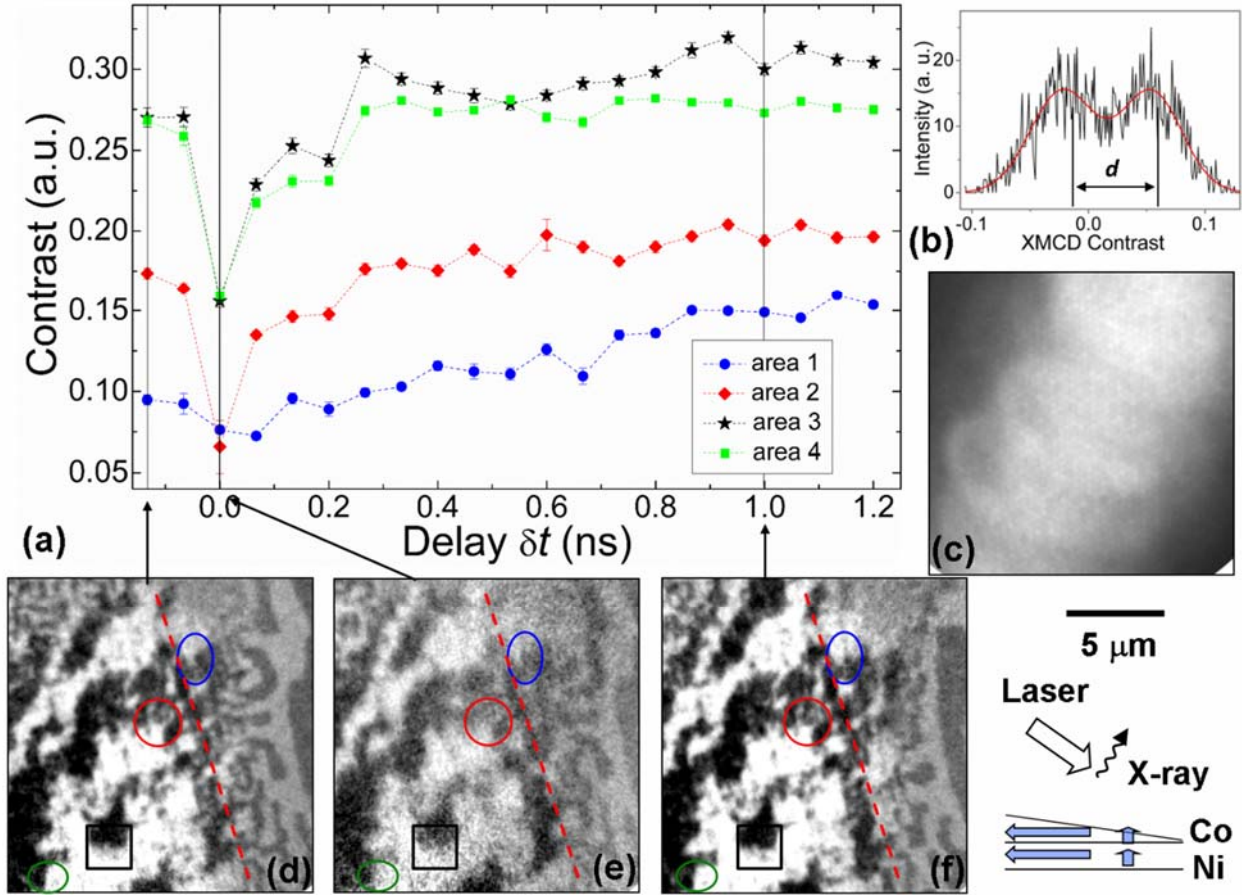 0.30
0.25
0.20
0.15
0.10
0.05
Contrast (a.u.)
area 1
area 2
area 3
area 4
0.0 0.2 0.4 0.6 0.8 1.0 1.2
(a)
Delay δt (ns)
20
10
0
Intensity (a. u.)
d
-0.1 0.0 0.1
(b)
XMCD Contrast
(c)
(d)
(e)
(f)
5 μm
Laser
X-ray
Co
Ni